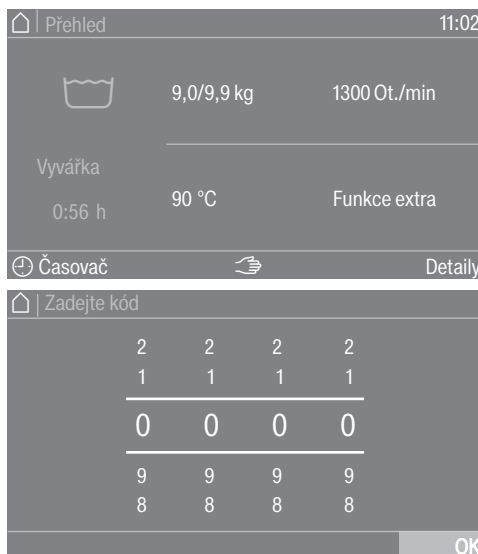 Přehled 11:02
9,0/9,9 kg 1300 Ot./min
Vyvářka
0:56 h
90 °C Funkce extra
Časovač Detaily
Zadejte kód
2 2 2 2
1 1 1 1
0 0 0 0
9 9 9 9
8 8 8 8
OK